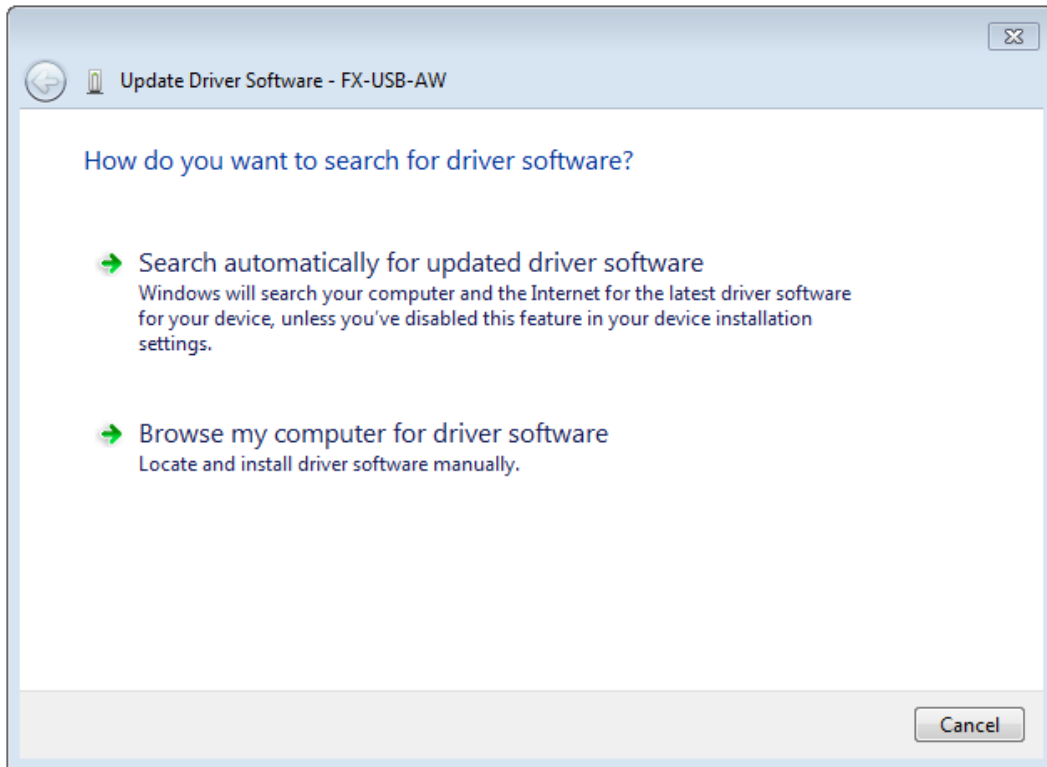 Update Driver Software - FX-USB-AW
How do you want to search for driver software?
Search automatically for updated driver software
Windows will search your computer and the Internet for the latest driver software
for your device, unless you've disabled this feature in your device installation
settings.
Browse my computer for driver software
Locate and install driver software manually.
Cancel